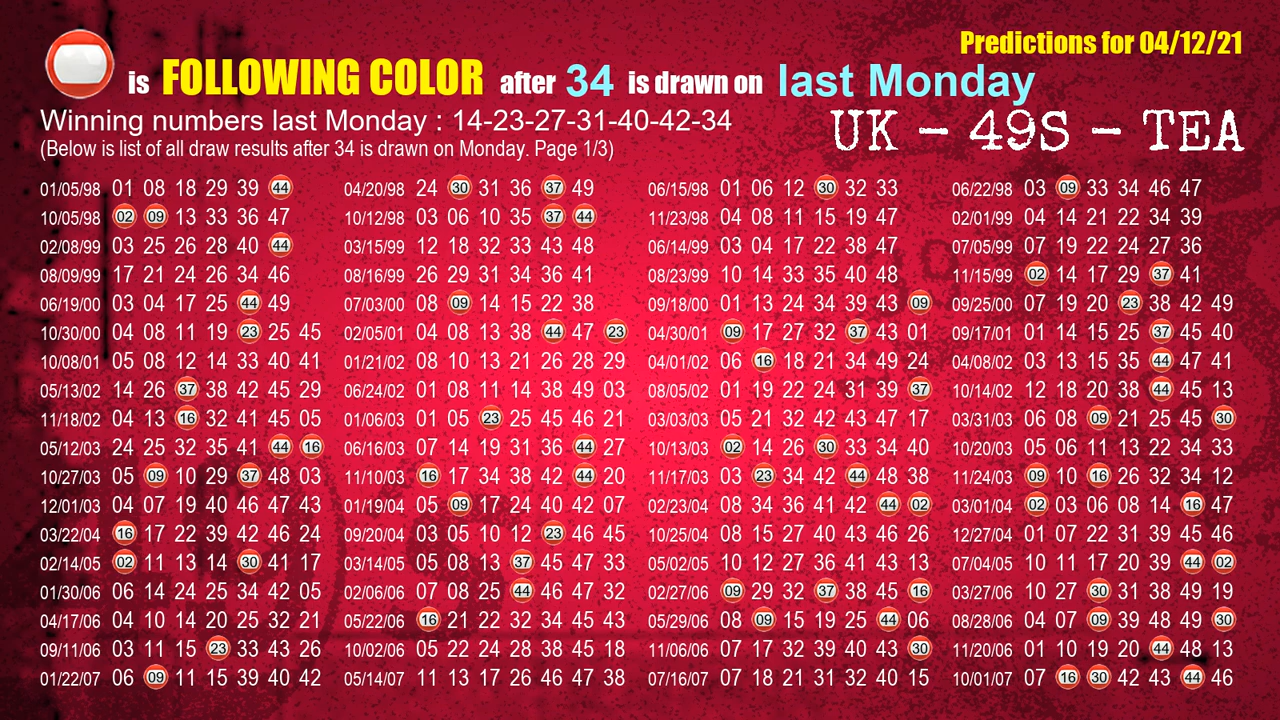 Predictions for 04/12/21
is FOLLOWING COLOR after 34 is drawn on last Monday
Winning numbers last Monday : 14-23-27-31-40-42-34
UK - 49S - TEA
(Below is list of all draw results after 34 is drawn on Monday. Page 1/3)
01/05/98 01 08 18 29 39 44 04/20/98 24 30 31 36 37 49 06/15/98 01 06 12 30 32 33 06/22/98 03 09 33 34 46 47
10/05/98 02 09 13 33 36 47 10/12/98 03 06 10 35 37 44 11/23/98 04 08 11 15 19 47 02/01/99 04 14 21 22 34 39
02/08/99 03 25 26 28 40 44 03/15/99 12 18 32 33 43 48 06/14/99 03 04 17 22 38 47 07/05/99 07 19 22 24 27 36
08/09/99 17 21 24 26 34 46 08/16/99 26 29 31 34 36 41 08/23/99 10 14 33 35 40 48 11/15/99 02 14 17 29 37 41
06/19/00 03 04 17 25 44 49 07/03/00 08 09 14 15 22 38 09/18/00 01 13 24 34 39 43 09 09/25/00 07 19 20 23 38 42 49
10/30/00 04 08 11 19 23 25 45 02/05/01 04 08 13 38 44 47 23 04/30/01 09 17 27 32 37 43 01 09/17/01 01 14 15 25 37 45 40
10/08/01 05 08 12 14 33 40 41 01/21/02 08 10 13 21 26 28 29 04/01/02 06 16 18 21 34 49 24 04/08/02 03 13 15 35 44 47 41
05/13/02 14 26 37 38 42 45 29 06/24/02 01 08 11 14 38 49 03 08/05/02 01 19 22 24 31 39 37 10/14/02 12 18 20 38 44 45 13
11/18/02 04 13 16 32 41 45 05 01/06/03 01 05 23 25 45 46 21 03/03/03 05 21 32 42 43 47 17 03/31/03 06 08 09 21 25 45 30
05/12/03 24 25 32 35 41 44 16 06/16/03 07 14 19 31 36 44 27 10/13/03 02 14 26 30 33 34 40 10/20/03 05 06 11 13 22 34 33
10/27/03 05 09 10 29 37 48 03 11/10/03 16 17 34 38 42 44 20 11/17/03 03 23 34 42 44 48 38 11/24/03 09 10 16 26 32 34 12
12/01/03 04 07 19 40 46 47 43 01/19/04 05 09 17 24 40 42 07 02/23/04 08 34 36 41 42 44 02 03/01/04 02 03 06 08 14 16 47
03/22/04 16 17 22 39 42 46 24 09/20/04 03 05 10 12 23 46 45 10/25/04 08 15 27 40 43 46 26 12/27/04 01 07 22 31 39 45 46
02/14/05 02 11 13 14 30 41 17 03/14/05 05 08 13 37 45 47 33 05/02/05 10 12 27 36 41 43 13 07/04/05 10 11 17 20 39 44 02
01/30/06 06 14 24 25 34 42 05 02/06/06 07 08 25 44 46 47 32 02/27/06 09 29 32 37 38 45 16 03/27/06 10 27 30 31 38 49 19
04/17/06 04 10 14 20 25 32 21 05/22/06 16 21 22 32 34 45 43 05/29/06 08 09 15 19 25 44 06 08/28/06 04 07 09 39 48 49 30
09/11/06 03 11 15 23 33 43 26 10/02/06 05 22 24 28 38 45 18 11/06/06 07 17 32 39 40 43 30 11/20/06 01 10 19 20 44 48 13
01/22/07 06 09 11 15 39 40 42 05/14/07 11 13 17 26 46 47 38 07/16/07 07 18 21 31 32 40 15 10/01/07 07 16 30 42 43 44 46